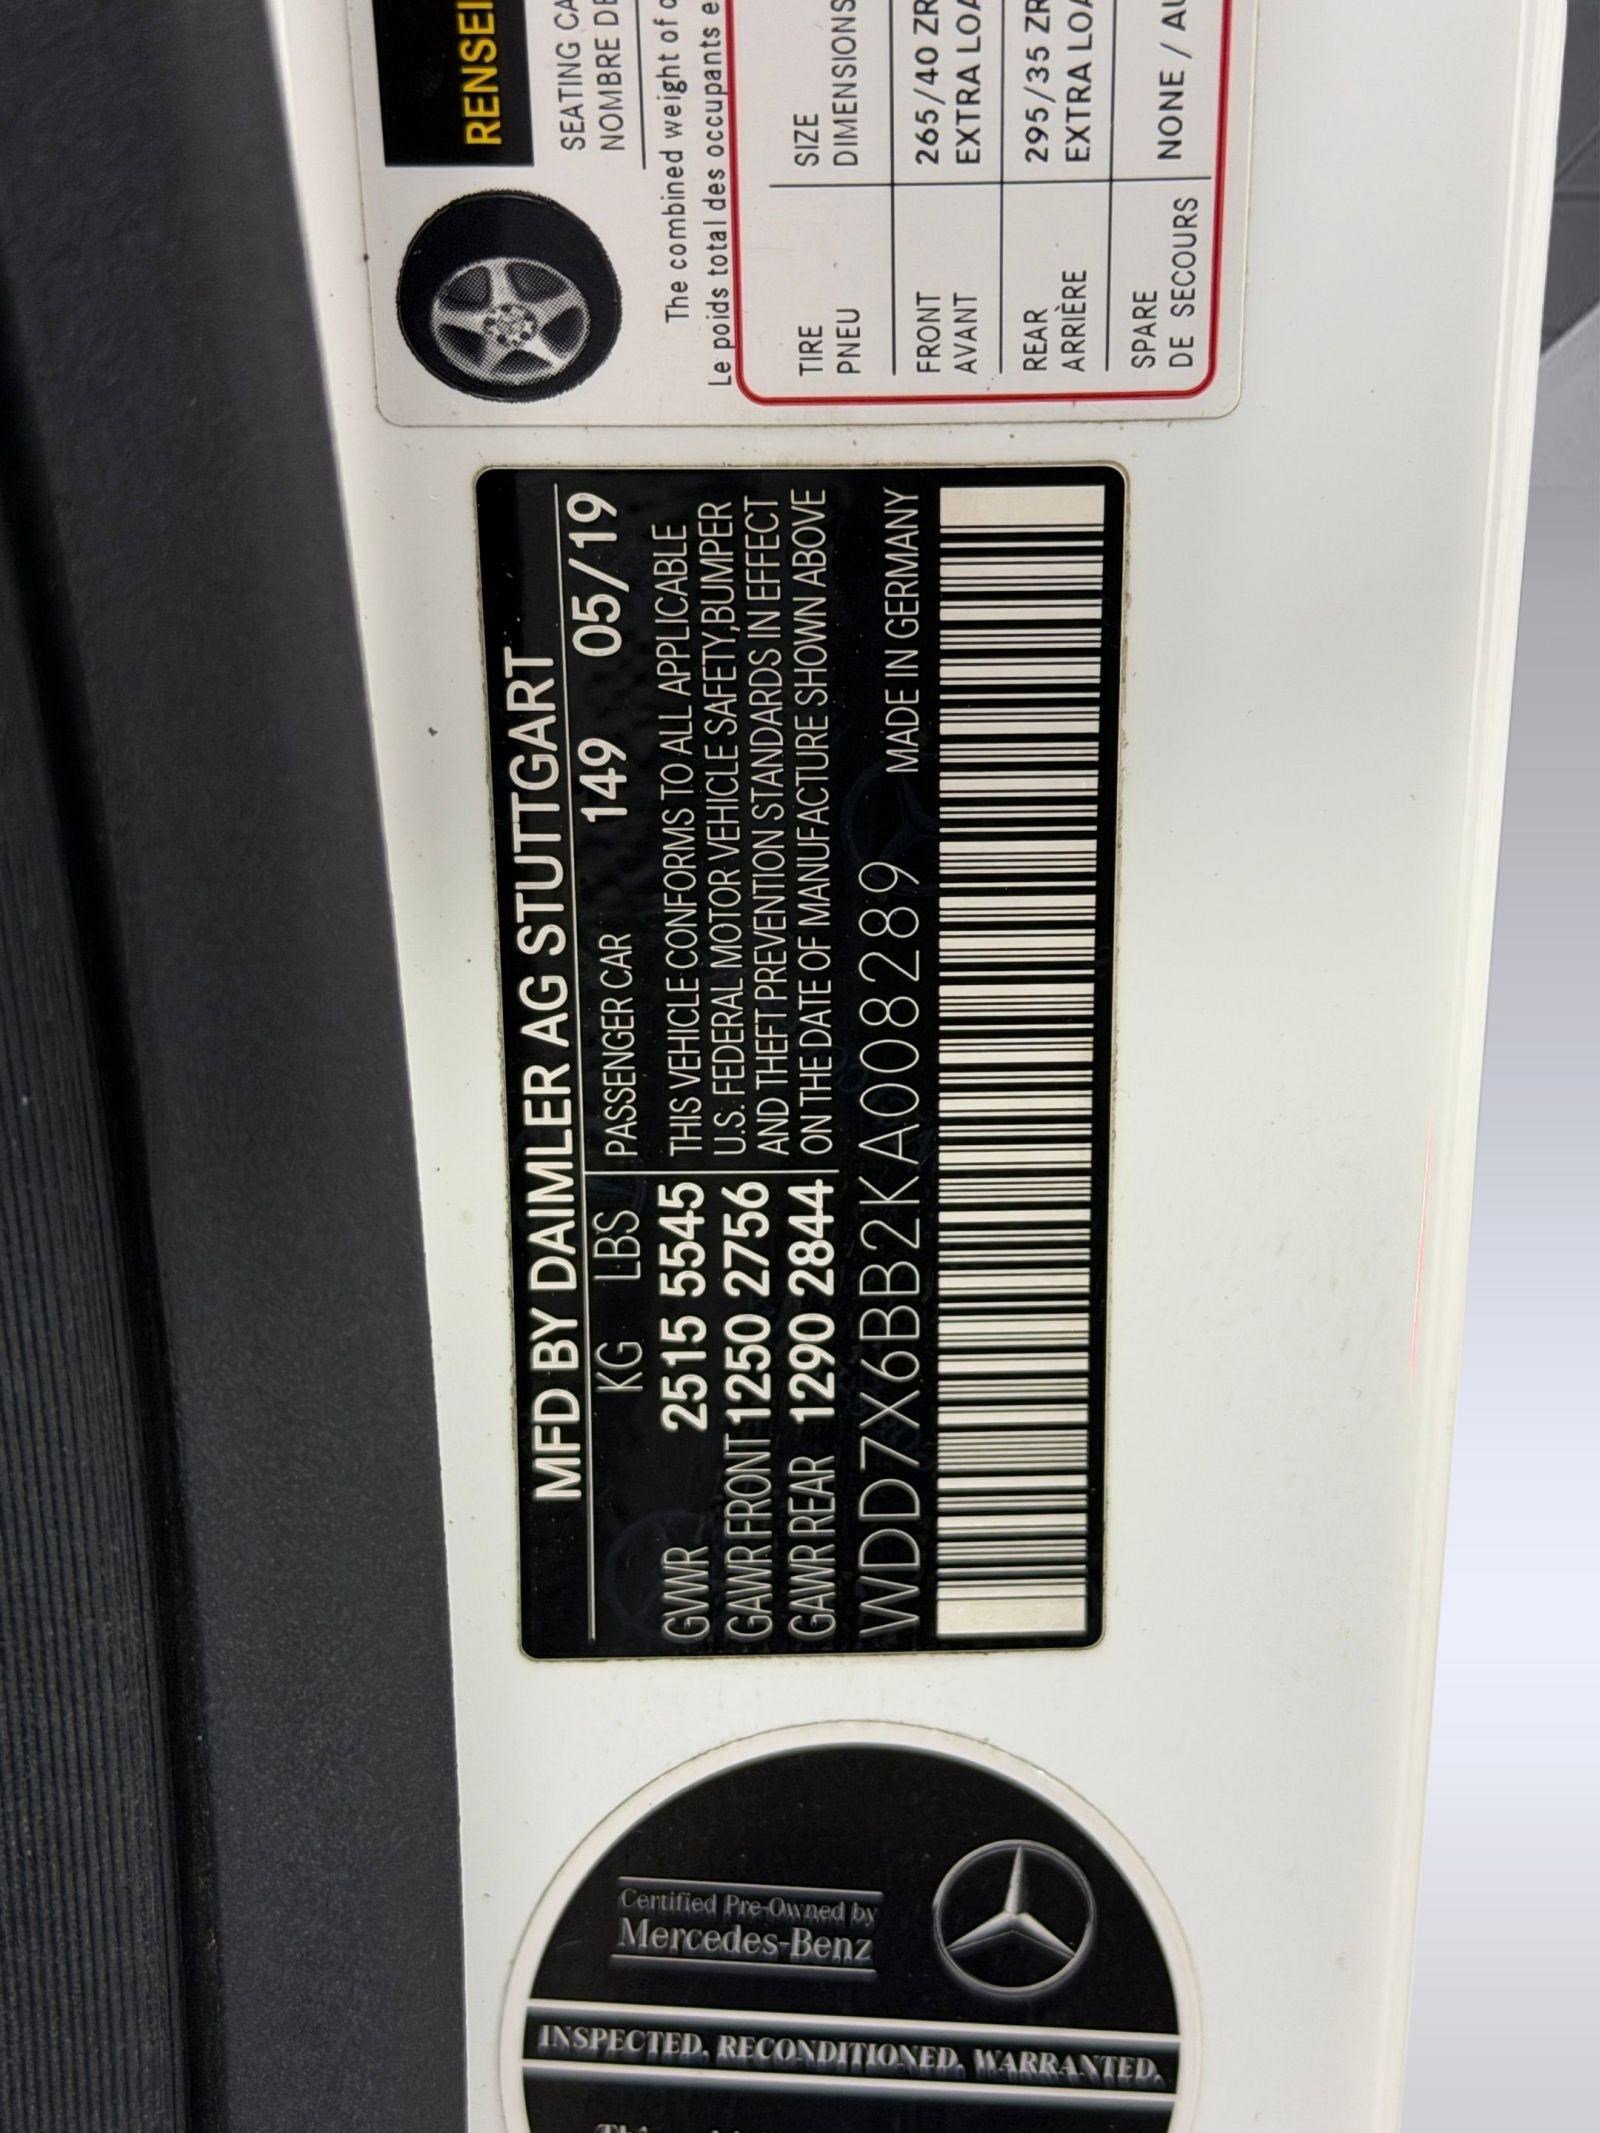 MFD BY DAIMLER AG STUTTGART
KG LBS PASSENGER CAR 149 05/19
GVWR 2515 5545 THIS VEHICLE CONFORMS TO ALL APPLICABLE
GAWR FRONT 1250 2756 U.S. FEDERAL MOTOR VEHICLE SAFETY,BUMPER
AND THEFT PREVENTION STANDARDS IN EFFECT
GAWR REAR 1290 2844 ON THE DATE OF MANUFACTURE SHOWN ABOVE
WDD7X6BB2KA008289 MADE IN GERMANY
Certified Pre-Owned by
Mercedes-Benz
INSPECTED. RECONDITIONED. WARRANTED.
RENSEI
SEATING CA
NOMBRE DE
The combined weight of
Le poids total des occupants e
TIRE SIZE
PNEU DIMENSIONS
FRONT 265/40 ZR
AVANT EXTRA LOA
REAR 295/35 ZR
ARRIÈRE EXTRA LOA
SPARE NONE / AU
DE SECOURS